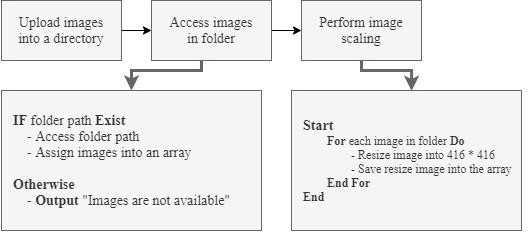 Upload images
into a directory
Access images
in folder
Perform image
scaling
IF folder path Exist
- Access folder path
- Assign images into an array
Otherwise
- Output "Images are not available"
Start
For each image in folder Do
- Resize image into 416 * 416
- Save resize image into the array
End For
End